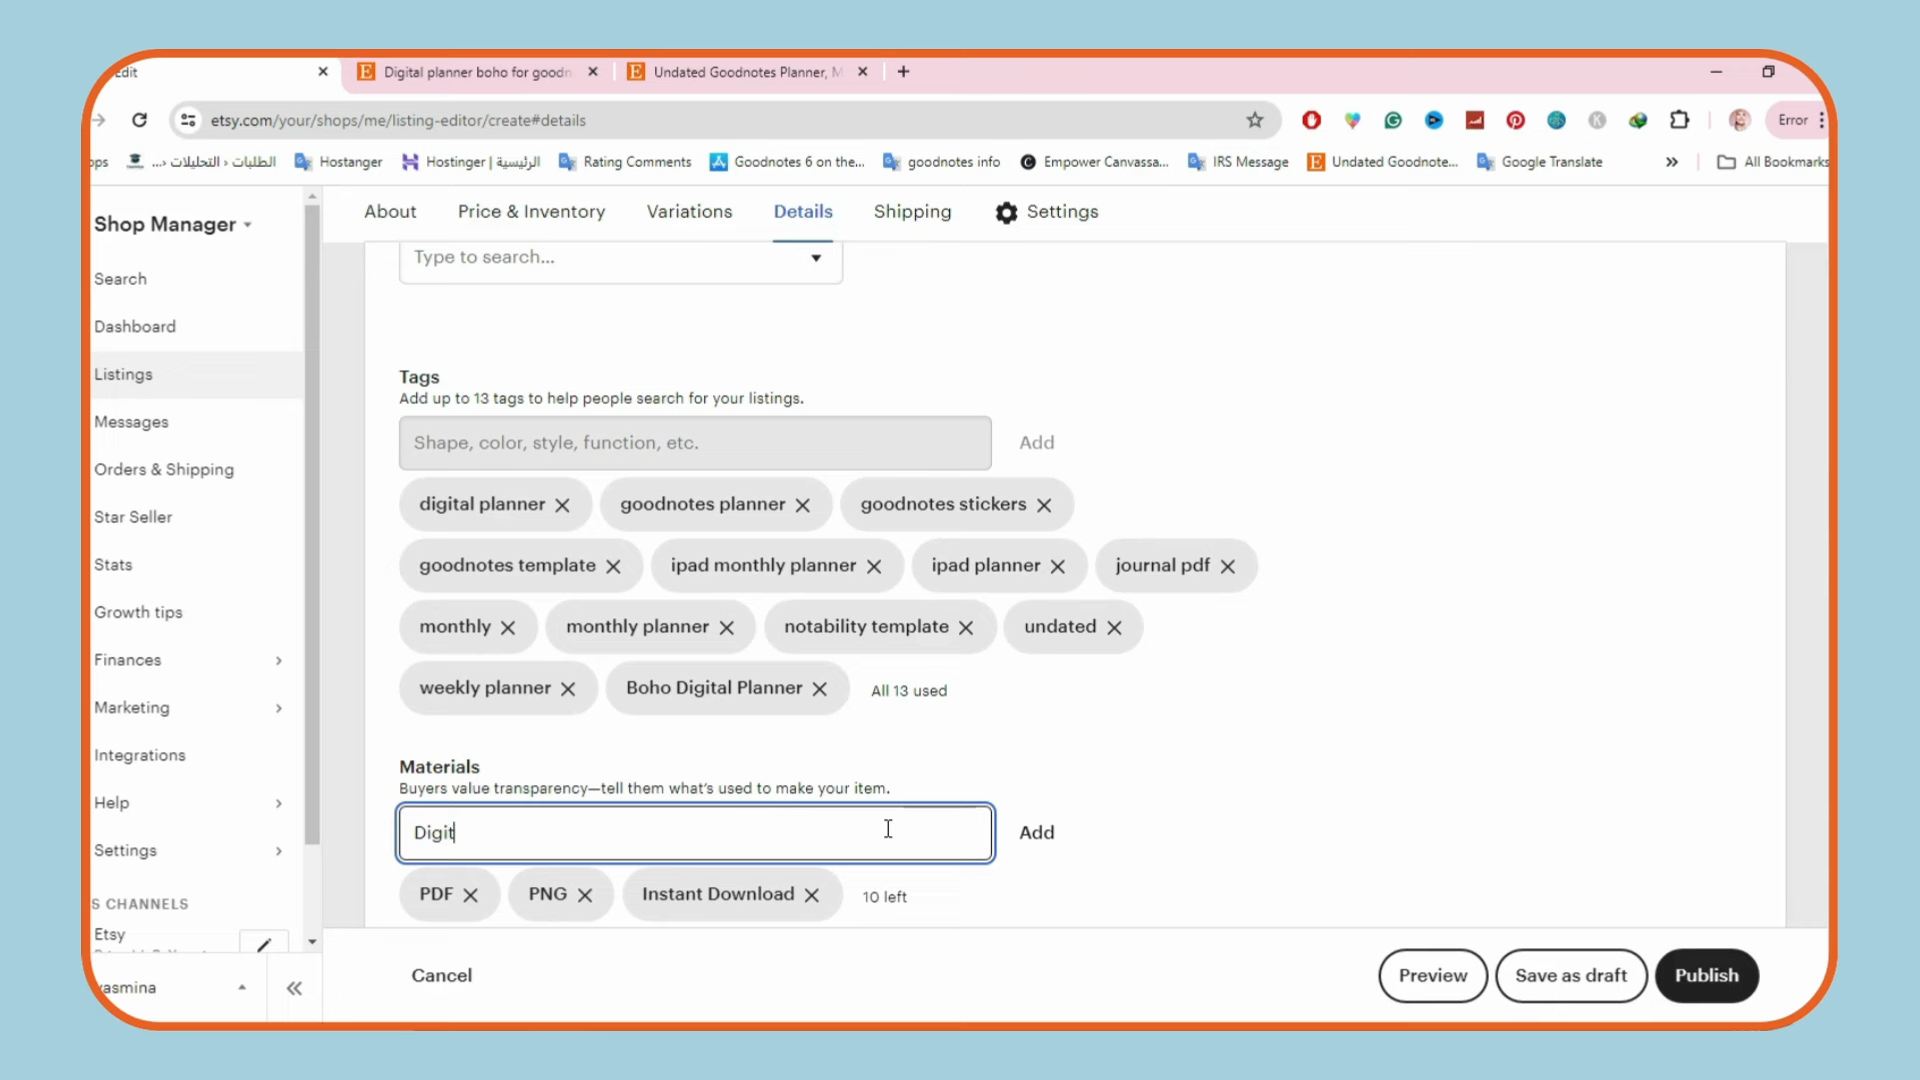 Edit
Digital planner boho for goodn
Undated Goodnotes Planner, M
etsy.com/your/shops/me/listing-editor/create#details
Error
ops
الطلبات ‹ التحليلات ‹ د...
Hostanger
Hostinger | الرئيسية
Rating Comments
Goodnotes 6 on the...
goodnotes info
Empower Canvassa...
IRS Message
Undated Goodnote...
Google Translate
»
All Bookmarks
Shop Manager
About
Price & Inventory
Variations
Details
Shipping
Settings
Search
Dashboard
Listings
Messages
Orders & Shipping
Star Seller
Stats
Growth tips
Finances
Marketing
Integrations
Help
Settings
S CHANNELS
Etsy
asmina
Type to search...
Tags
Add up to 13 tags to help people search for your listings.
Shape, color, style, function, etc.
Add
digital planner
goodnotes planner
goodnotes stickers
goodnotes template
ipad monthly planner
ipad planner
journal pdf
monthly
monthly planner
notability template
undated
weekly planner
Boho Digital Planner
All 13 used
Materials
Buyers value transparency—tell them what's used to make your item.
Digit
Add
PDF
PNG
Instant Download
10 left
Cancel
Preview
Save as draft
Publish